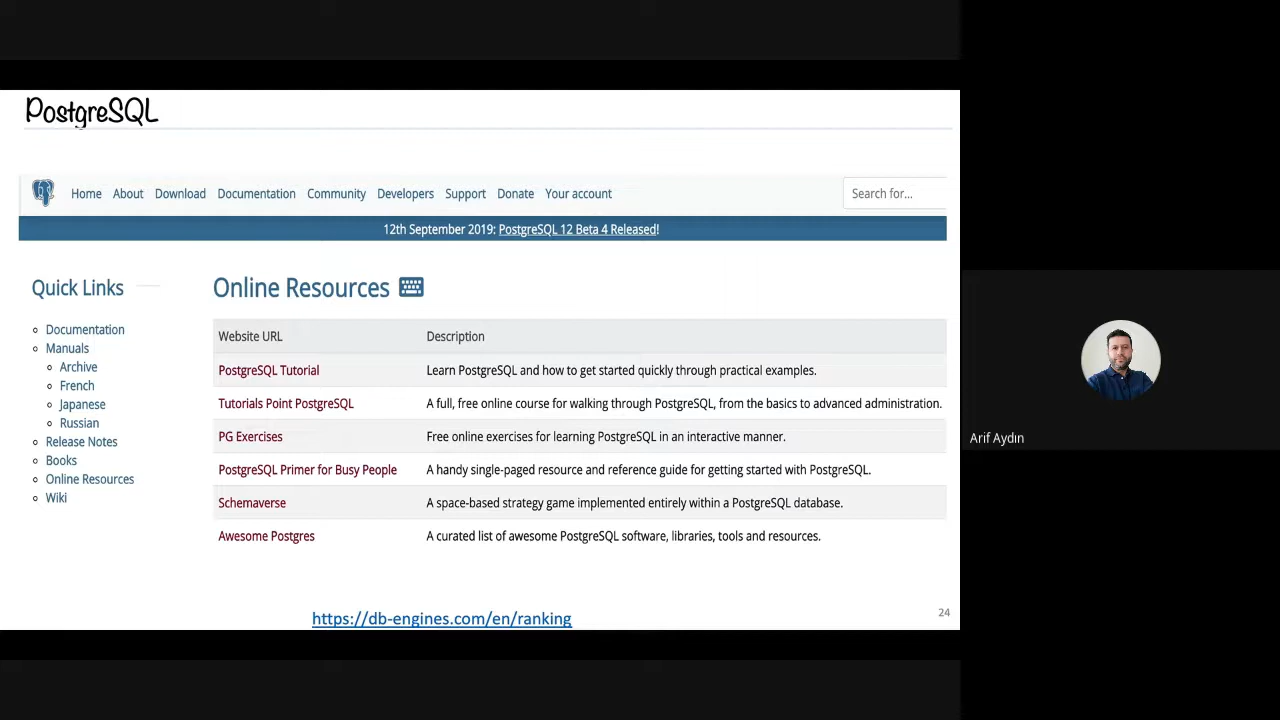 PostgreSQL
Home About Download Documentation Community Developers Support Donate Your account
Search for...
12th September 2019: PostgreSQL 12 Beta 4 Released!
Quick Links
Documentation
Manuals
Archive
French
Japanese
Russian
Release Notes
Books
Online Resources
Wiki
Online Resources
Website URL Description
PostgreSQL Tutorial Learn PostgreSQL and how to get started quickly through practical examples.
Tutorials Point PostgreSQL A full, free online course for walking through PostgreSQL, from the basics to advanced administration.
PG Exercises Free online exercises for learning PostgreSQL in an interactive manner.
PostgreSQL Primer for Busy People A handy single-paged resource and reference guide for getting started with PostgreSQL.
Schemaverse A space-based strategy game implemented entirely within a PostgreSQL database.
Awesome Postgres A curated list of awesome PostgreSQL software, libraries, tools and resources.
https://db-engines.com/en/ranking
24
Arif Aydın